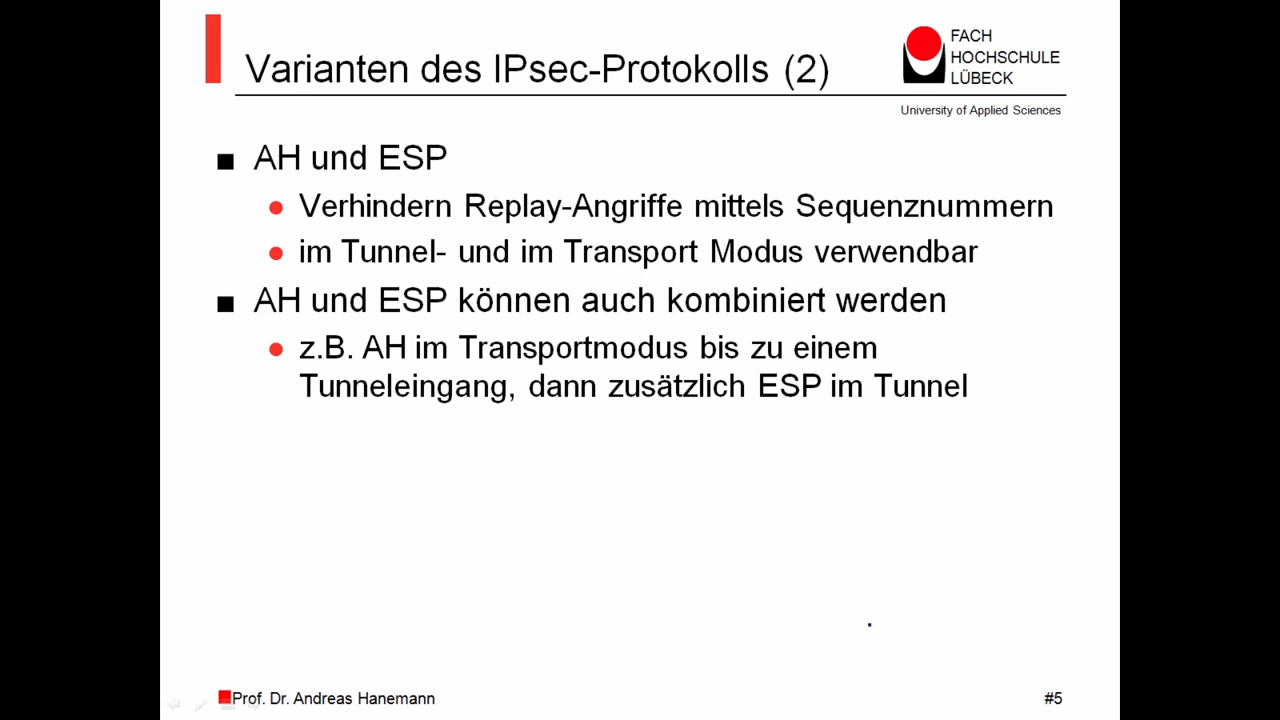 Varianten des IPsec-Protokolls (2)
FACH
HOCHSCHULE
LÜBECK
University of Applied Sciences
AH und ESP
Verhindern Replay-Angriffe mittels Sequenznummern
im Tunnel- und im Transport Modus verwendbar
AH und ESP können auch kombiniert werden
z.B. AH im Transportmodus bis zu einem
Tunneleingang, dann zusätzlich ESP im Tunnel
Prof. Dr. Andreas Hanemann
#5